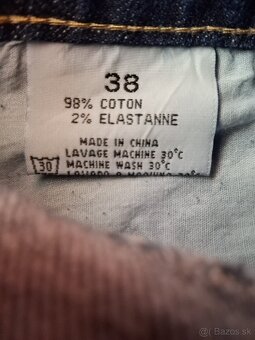 38
98% COTON
2% ELASTANNE
MADE IN CHINA
LAVAGE MACHINE 30°C
30 MACHINE WASH 30°C
© Bazos.sk